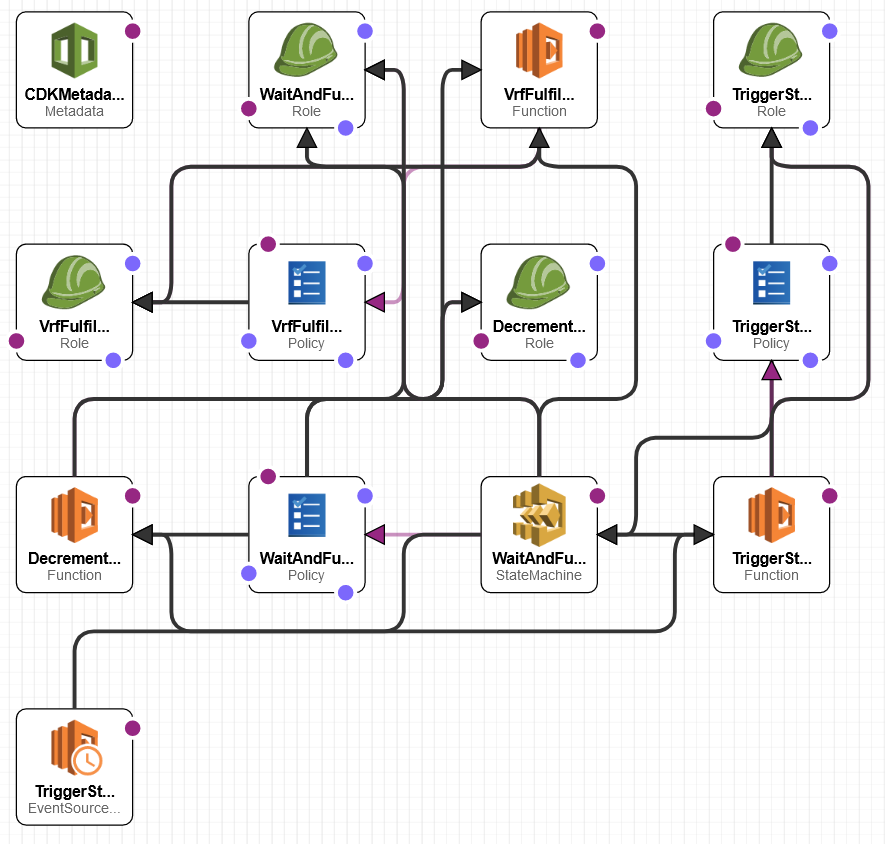 CDKMetada...
Metadata
WaitAndFu...
Role
VrfFulfil...
Function
TriggerSt...
Role
VrfFulfil...
Role
VrfFulfil...
Policy
Decrement...
Role
TriggerSt...
Policy
Decrement...
Function
WaitAndFu...
Policy
WaitAndFu...
StateMachine
TriggerSt...
Function
TriggerSt...
EventSource...